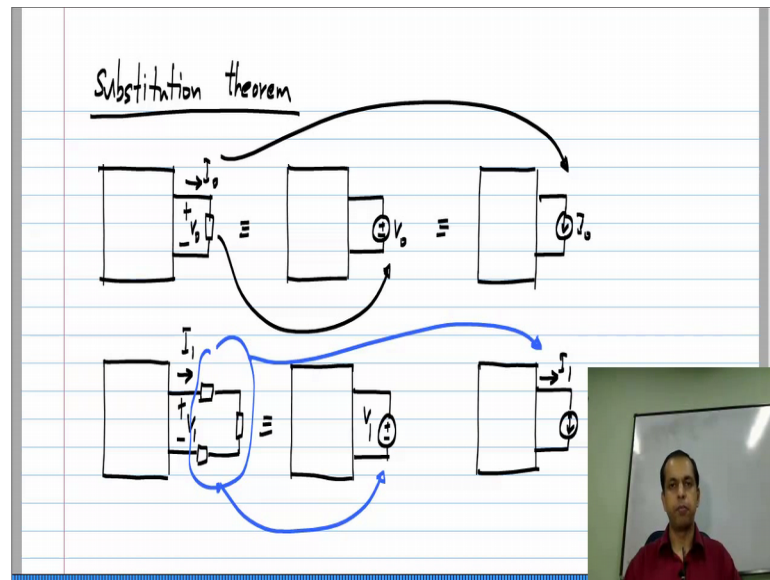 Substitution theorem
I₀
+
V₀
−
≡
±
V₀
≡
I₀
I₁
+
V₁
−
≡
V₁
±
I₁